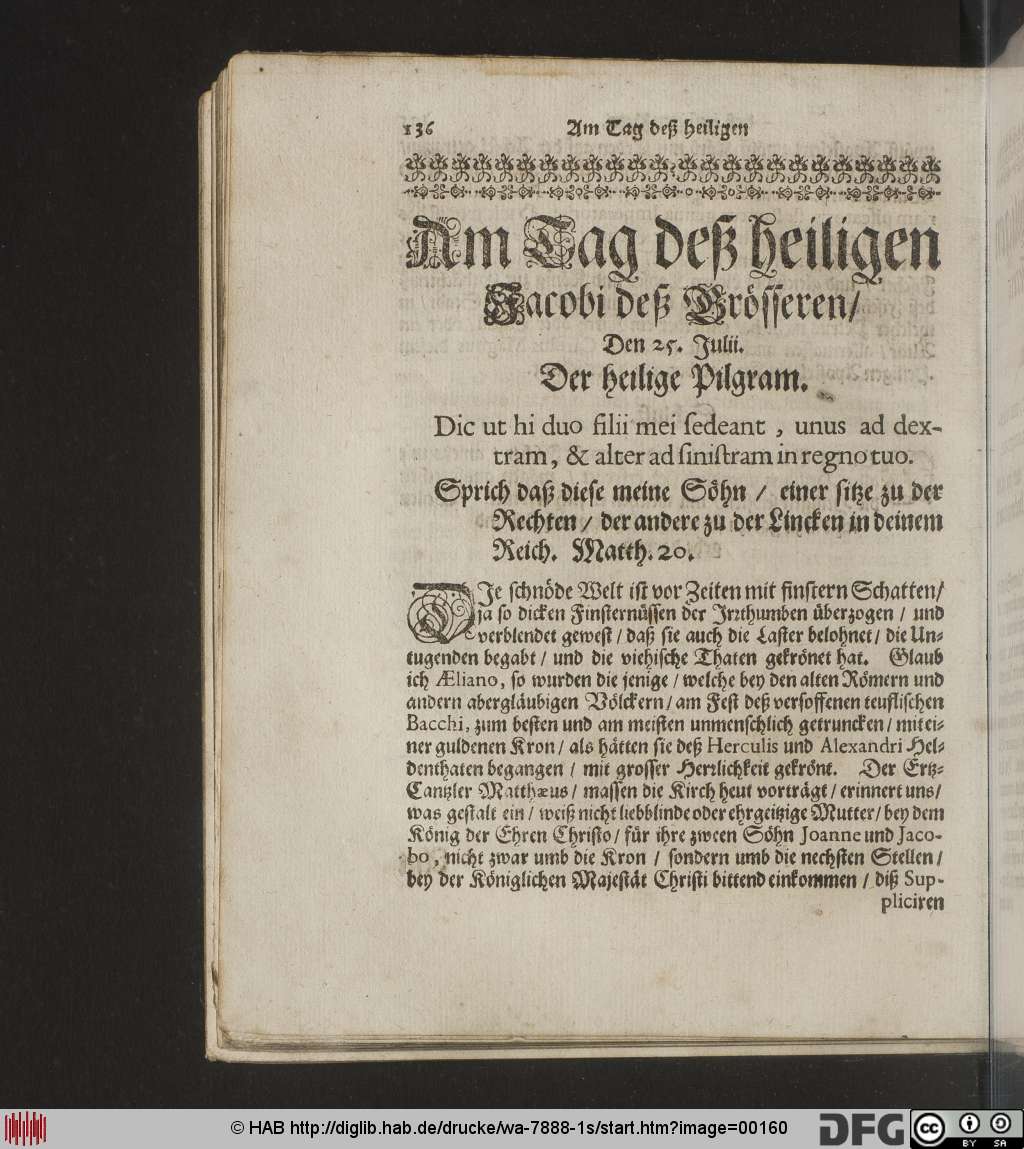 136 Am Tag deß heiligen
Am Tag deß heiligen
Jacobi deß Grösseren/
Den 25. Julii.
Der heilige Pilgram.
Dic ut hi duo filii mei sedeant, unus ad dex-
tram, & alter ad sinistram in regno tuo.
Sprich daß diese meine Söhn / einer sitze zu der
Rechten / der andere zu der Lincken in deinem
Reich. Matth. 20.
DJe schnöde Welt ist vor Zeiten mit finstern Schatten/
ja so dicken Finsternüssen der Irrthumben überzogen / und
verblendet gewest / daß sie auch die Laster belohnet / die Un-
tugenden begabt / und die viehische Thaten gekrönet hat. Glaub
ich Æliano, so wurden die jenige / welche bey den alten Römern und
andern abergläubigen Völckern / am Fest deß versoffenen teuflischen
Bacchi, zum besten und am meisten unmenschlich getruncken / mit ei-
ner guldenen Kron / als hätten sie deß Herculis und Alexandri Hel-
denthaten begangen / mit grosser Herrlichkeit gekrönt. Der Ertz-
Cantzler Matthæus / massen die Kirch heut vorträgt / erinnert uns/
was gestalt ein / weiß nicht liebblinde oder ehrgeitzige Mutter / bey dem
König der Ehren Christo / für ihre zween Söhn Joanne und Jaco-
bo, nicht zwar umb die Kron / sondern umb die nechsten Stellen /
bey der Königlichen Majestät Christi bittend einkommen / diß Sup-
pliciren
© HAB http://diglib.hab.de/drucke/wa-7888-1s/start.htm?image=00160
DFG
cc BY SA